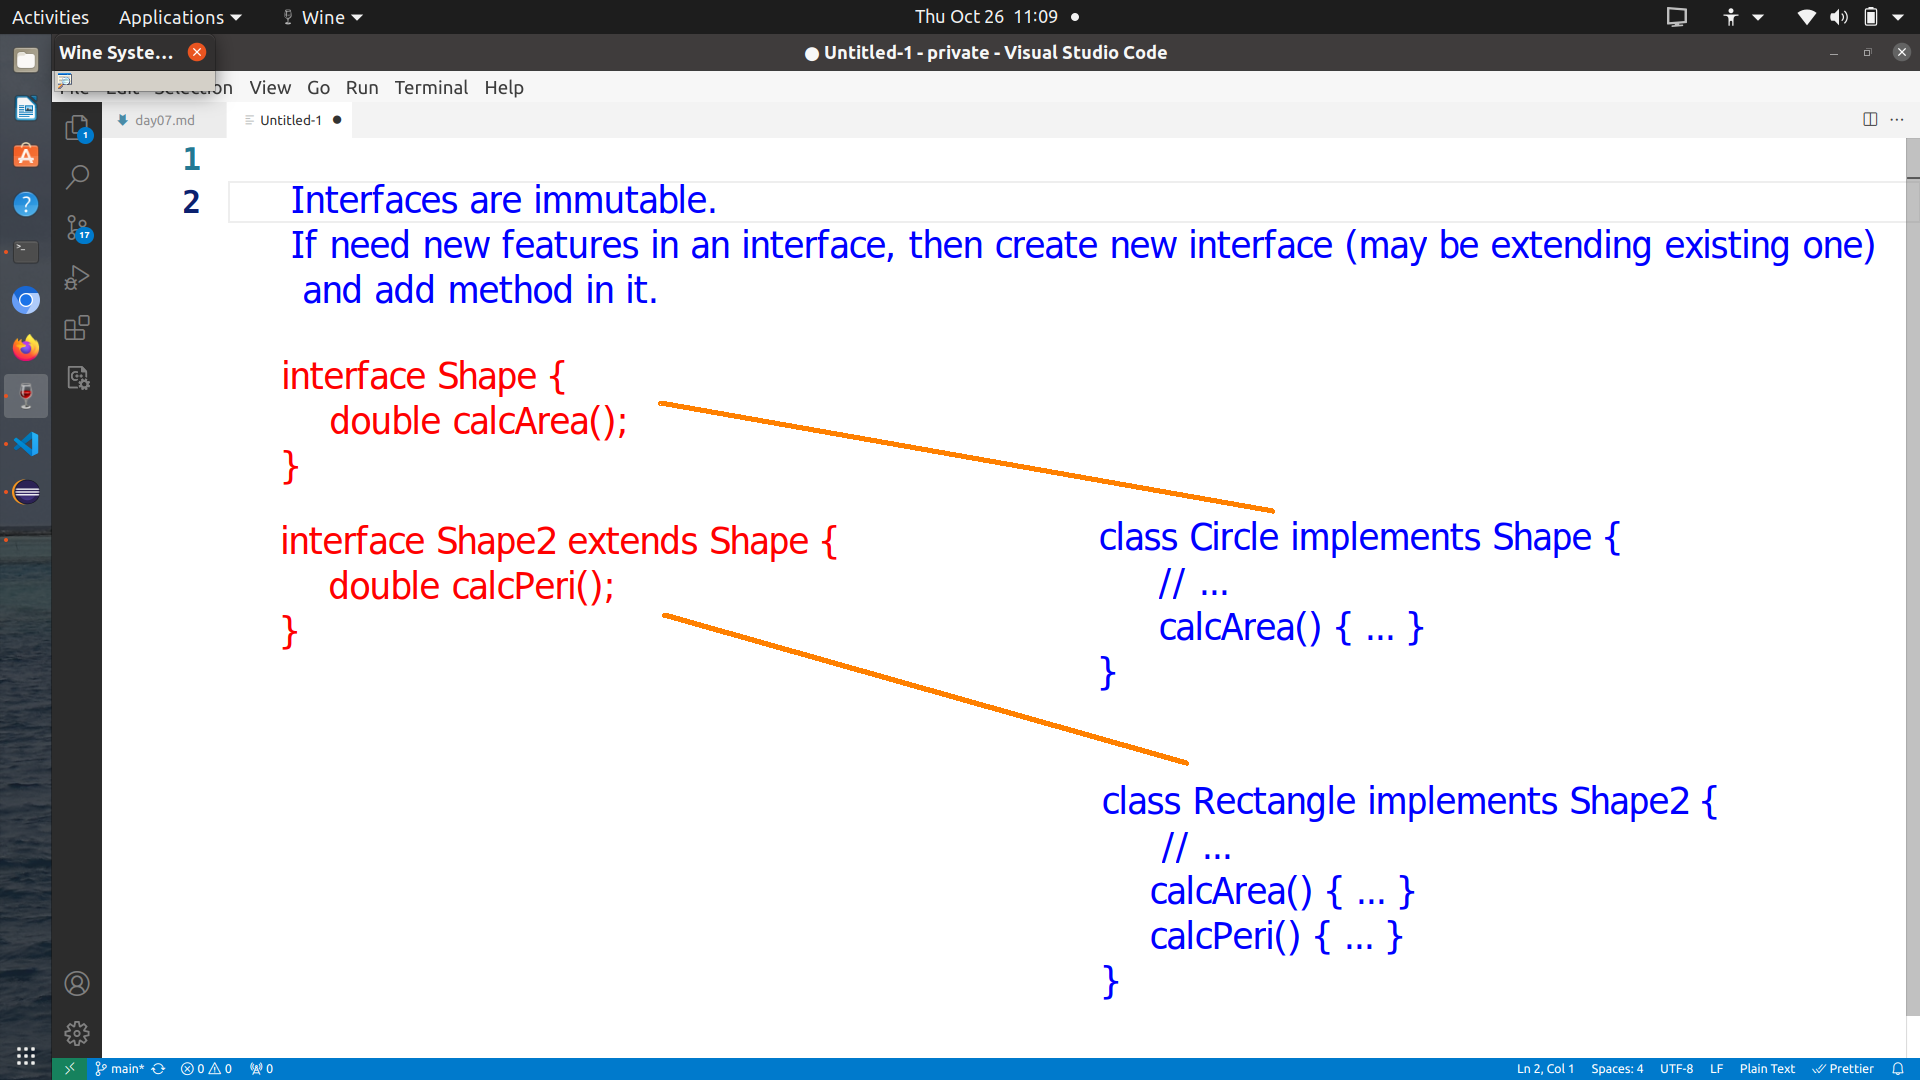 Activities
Applications
Wine
Thu Oct 26 11:09
Wine Syste...
● Untitled-1 - private - Visual Studio Code
Selection View Go Run Terminal Help
day07.md
Untitled-1
1
2
1
17
Interfaces are immutable.
If need new features in an interface, then create new interface (may be extending existing one)
and add method in it.
interface Shape {
double calcArea();
}
interface Shape2 extends Shape {
double calcPeri();
}
class Circle implements Shape {
// ...
calcArea() { ... }
}
class Rectangle implements Shape2 {
// ...
calcArea() { ... }
calcPeri() { ... }
}
main* 0 0 0
Ln 2, Col 1 Spaces: 4 UTF-8 LF Plain Text Prettier